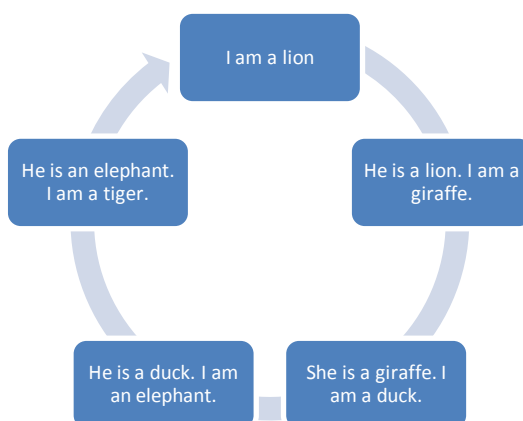 I am a lion
He is a lion. I am a
giraffe.
She is a giraffe. I
am a duck.
He is a duck. I am
an elephant.
He is an elephant.
I am a tiger.